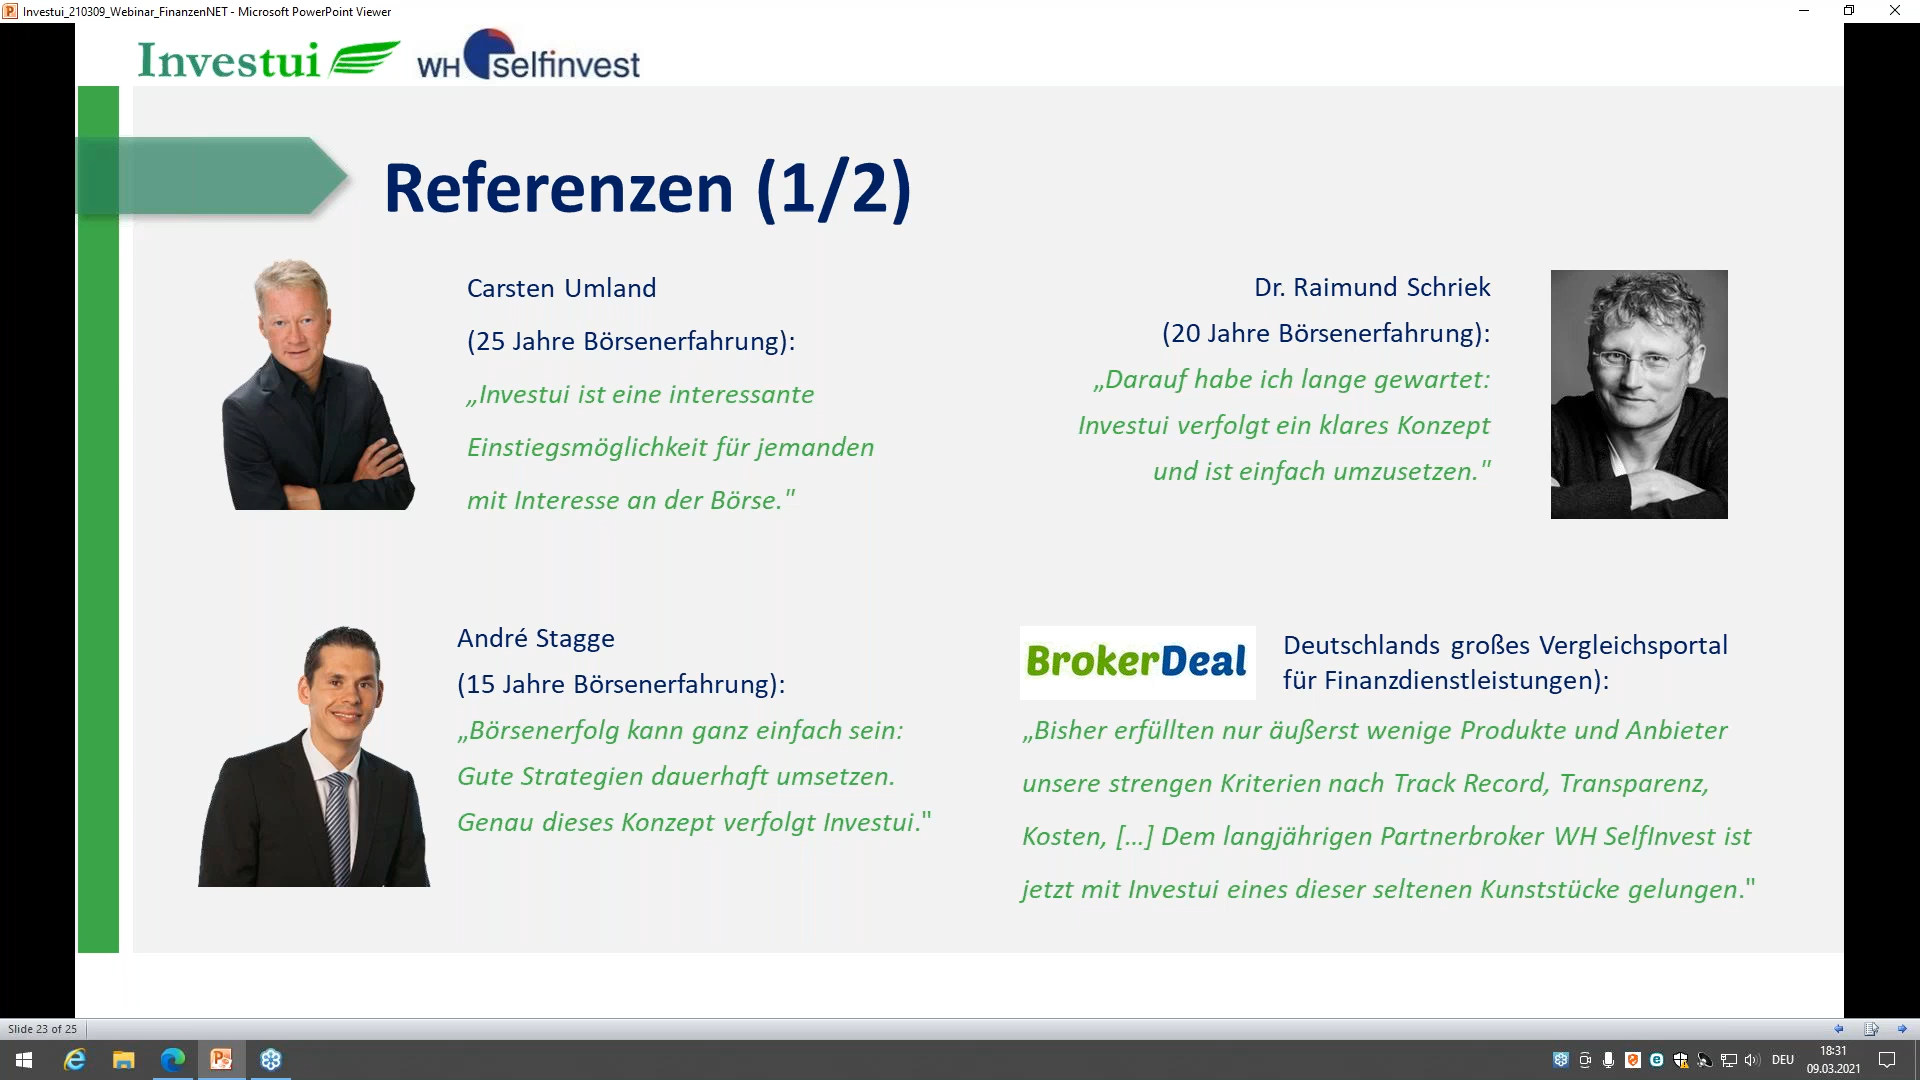 Investui_210309_Webinar_FinanzenNET - Microsoft PowerPoint Viewer
Investui
WH selfinvest
Referenzen (1/2)
Carsten Umland
(25 Jahre Börsenerfahrung):
„Investui ist eine interessante
Einstiegsmöglichkeit für jemanden
mit Interesse an der Börse."
Dr. Raimund Schriek
(20 Jahre Börsenerfahrung):
„Darauf habe ich lange gewartet:
Investui verfolgt ein klares Konzept
und ist einfach umzusetzen."
André Stagge
(15 Jahre Börsenerfahrung):
„Börsenerfolg kann ganz einfach sein:
Gute Strategien dauerhaft umsetzen.
Genau dieses Konzept verfolgt Investui."
BrokerDeal
Deutschlands großes Vergleichsportal
für Finanzdienstleistungen):
„Bisher erfüllten nur äußerst wenige Produkte und Anbieter
unsere strengen Kriterien nach Track Record, Transparenz,
Kosten, [...] Dem langjährigen Partnerbroker WH SelfInvest ist
jetzt mit Investui eines dieser seltenen Kunststücke gelungen."
Slide 23 of 25
DEU
18:31
09.03.2021